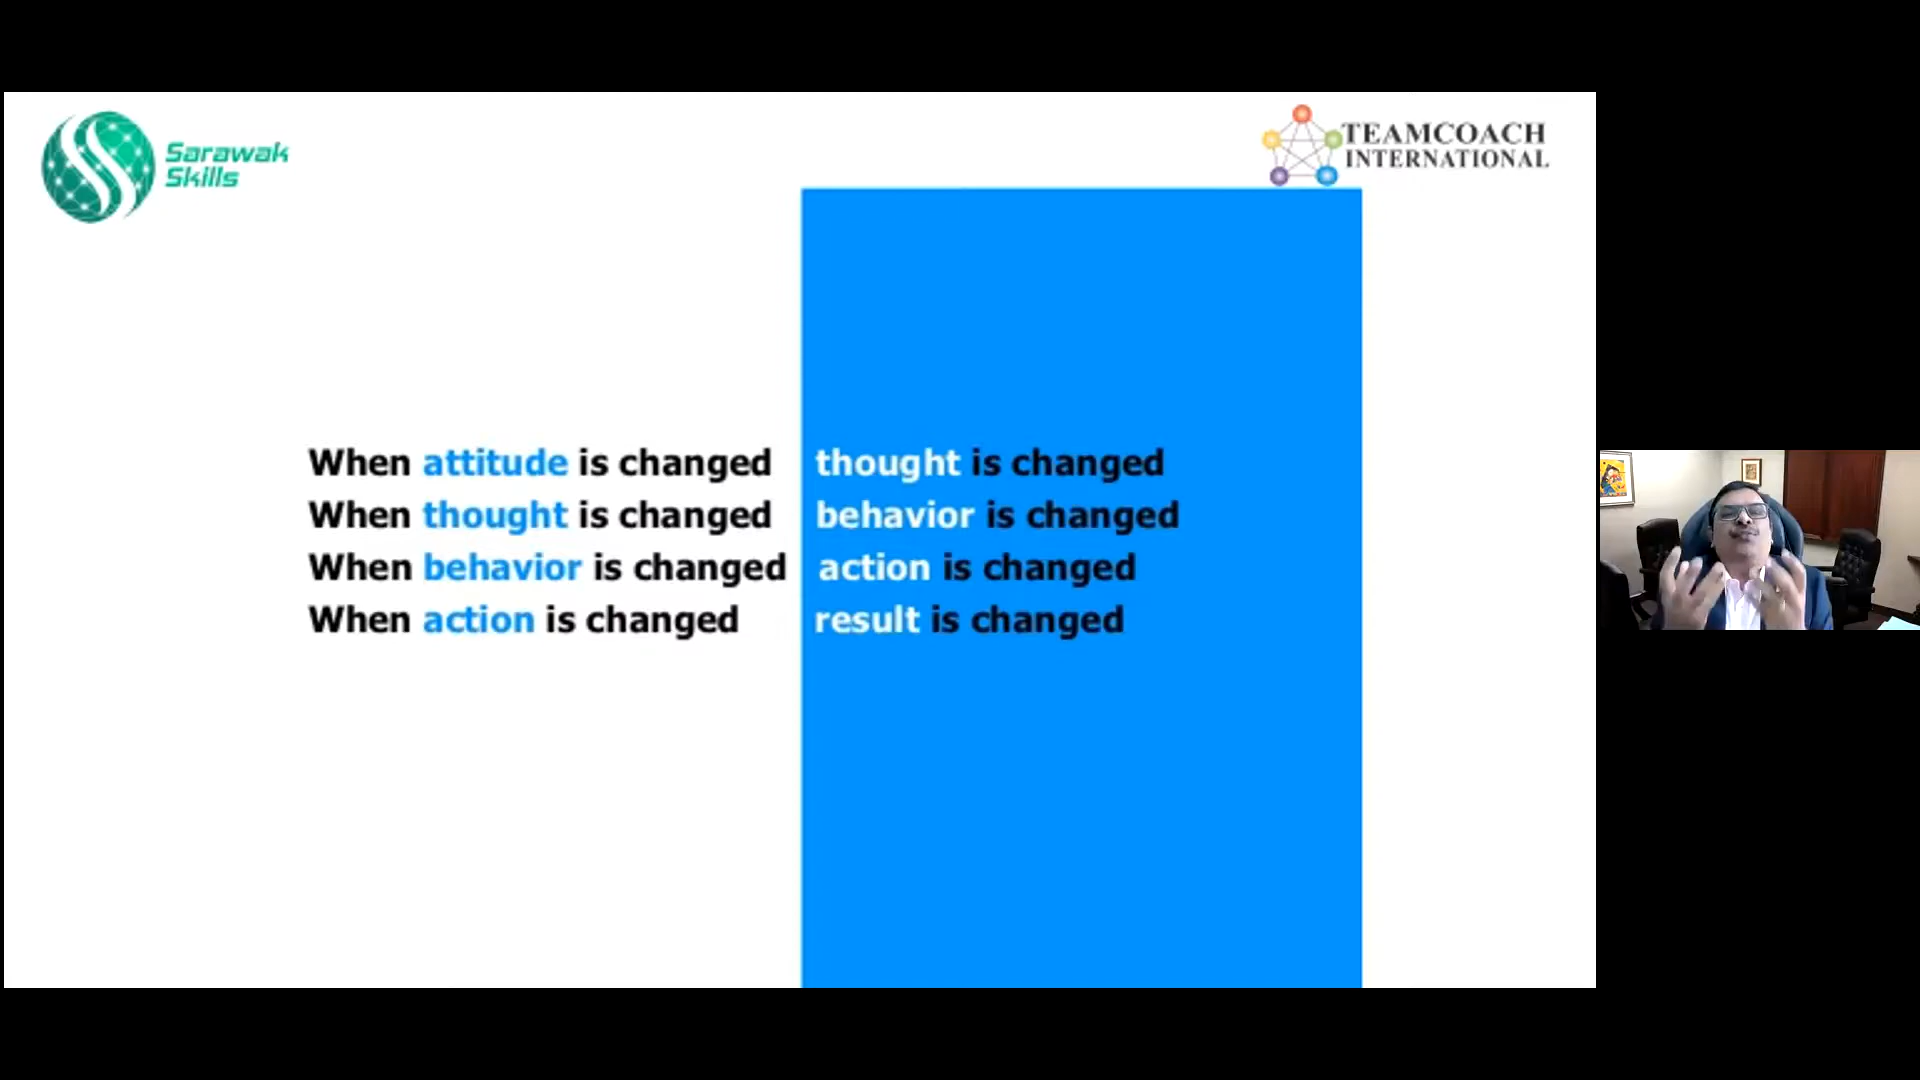 Sarawak
Skills
TEAMCOACH
INTERNATIONAL
When attitude is changed thought is changed
When thought is changed behavior is changed
When behavior is changed action is changed
When action is changed result is changed